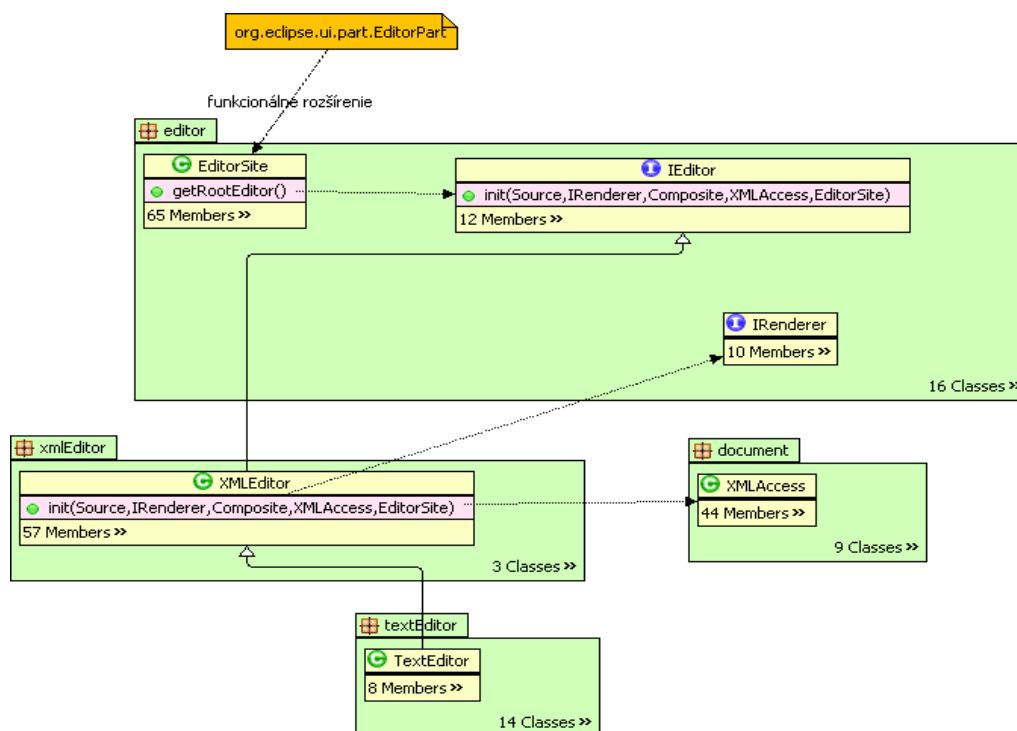 org.eclipse.ui.part.EditorPart
funkcionálne rozšírenie
editor
EditorSite
getRootEditor()
65 Members »
IEditor
init(Source,IRenderer,Composite,XMLAccess,EditorSite)
12 Members »
IRenderer
10 Members »
16 Classes »
xmlEditor
XMLEditor
init(Source,IRenderer,Composite,XMLAccess,EditorSite)
57 Members »
3 Classes »
document
XMLAccess
44 Members »
9 Classes »
textEditor
TextEditor
8 Members »
14 Classes »